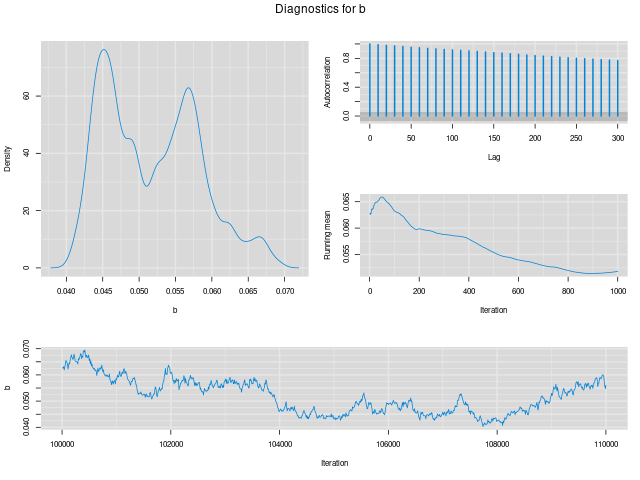 Diagnostics for b
Density
0 20 40 60
0.040 0.045 0.050 0.055 0.060 0.065 0.070
b
Autocorrelation
0.0 0.4 0.8
0 50 100 150 200 250 300
Lag
Running mean
0.055 0.060 0.065
0 200 400 600 800 1000
Iteration
b
0.040 0.050 0.060 0.070
100000 102000 104000 106000 108000 110000
Iteration